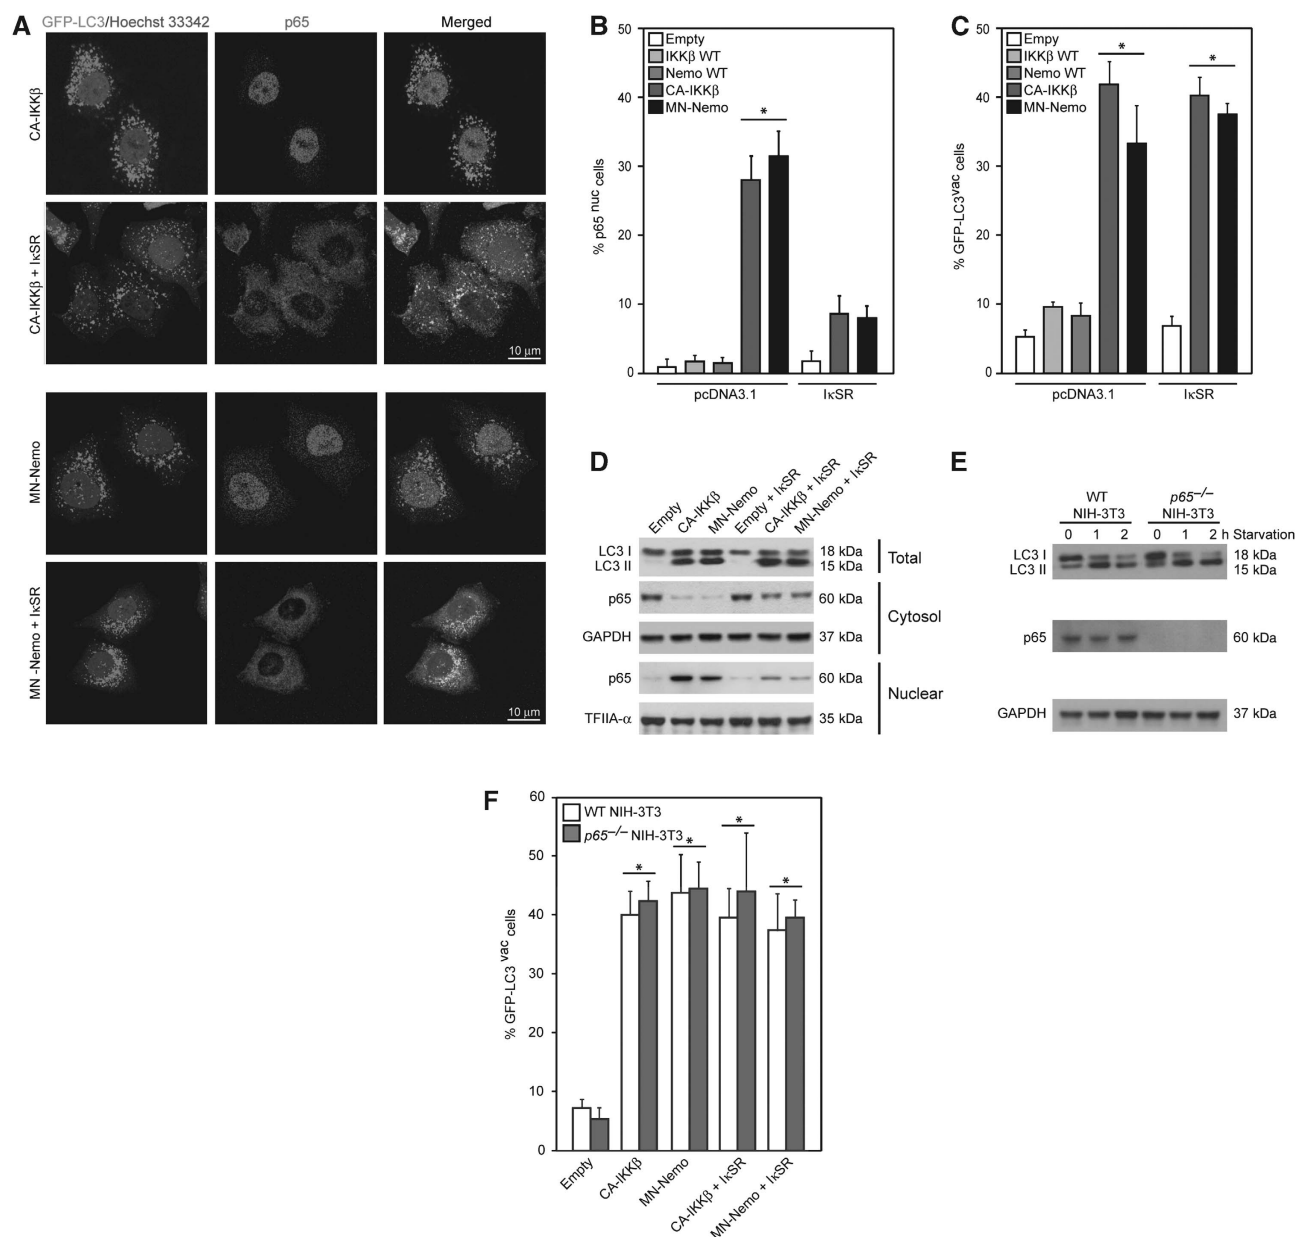 A
GFP-LC3/Hoechst 33342
p65
Merged
CA-IKKβ
CA-IKKβ + IκSR
10 μm
MN-Nemo
MN -Nemo + IκSR
10 μm
B
50
40
30
20
10
0
% p65 nuc cells
Empty
IKKβ WT
Nemo WT
CA-IKKβ
MN-Nemo
*
pcDNA3.1
IκSR
C
50
40
30
20
10
0
% GFP-LC3vac cells
Empy
IKKβ WT
Nemo WT
CA-IKKβ
MN-Nemo
*
*
pcDNA3.1
IκSR
D
Empty
CA-IKKβ
MN-Nemo
Empty + IκSR
CA-IKKβ + IκSR
MN-Nemo + IκSR
LC3 I
18 kDa
LC3 II
15 kDa
Total
p65
60 kDa
GAPDH
37 kDa
Cytosol
p65
60 kDa
TFIIA-α
35 kDa
Nuclear
E
WT
NIH-3T3
p65–/–
NIH-3T3
0 1 2 0 1 2 h Starvation
LC3 I
18 kDa
LC3 II
15 kDa
p65
60 kDa
GAPDH
37 kDa
F
60
50
40
30
20
10
0
% GFP-LC3vac cells
WT NIH-3T3
p65–/– NIH-3T3
*
*
*
*
Empty
CA-IKKβ
MN-Nemo
CA-IKKβ + IκSR
MN-Nemo + IκSR